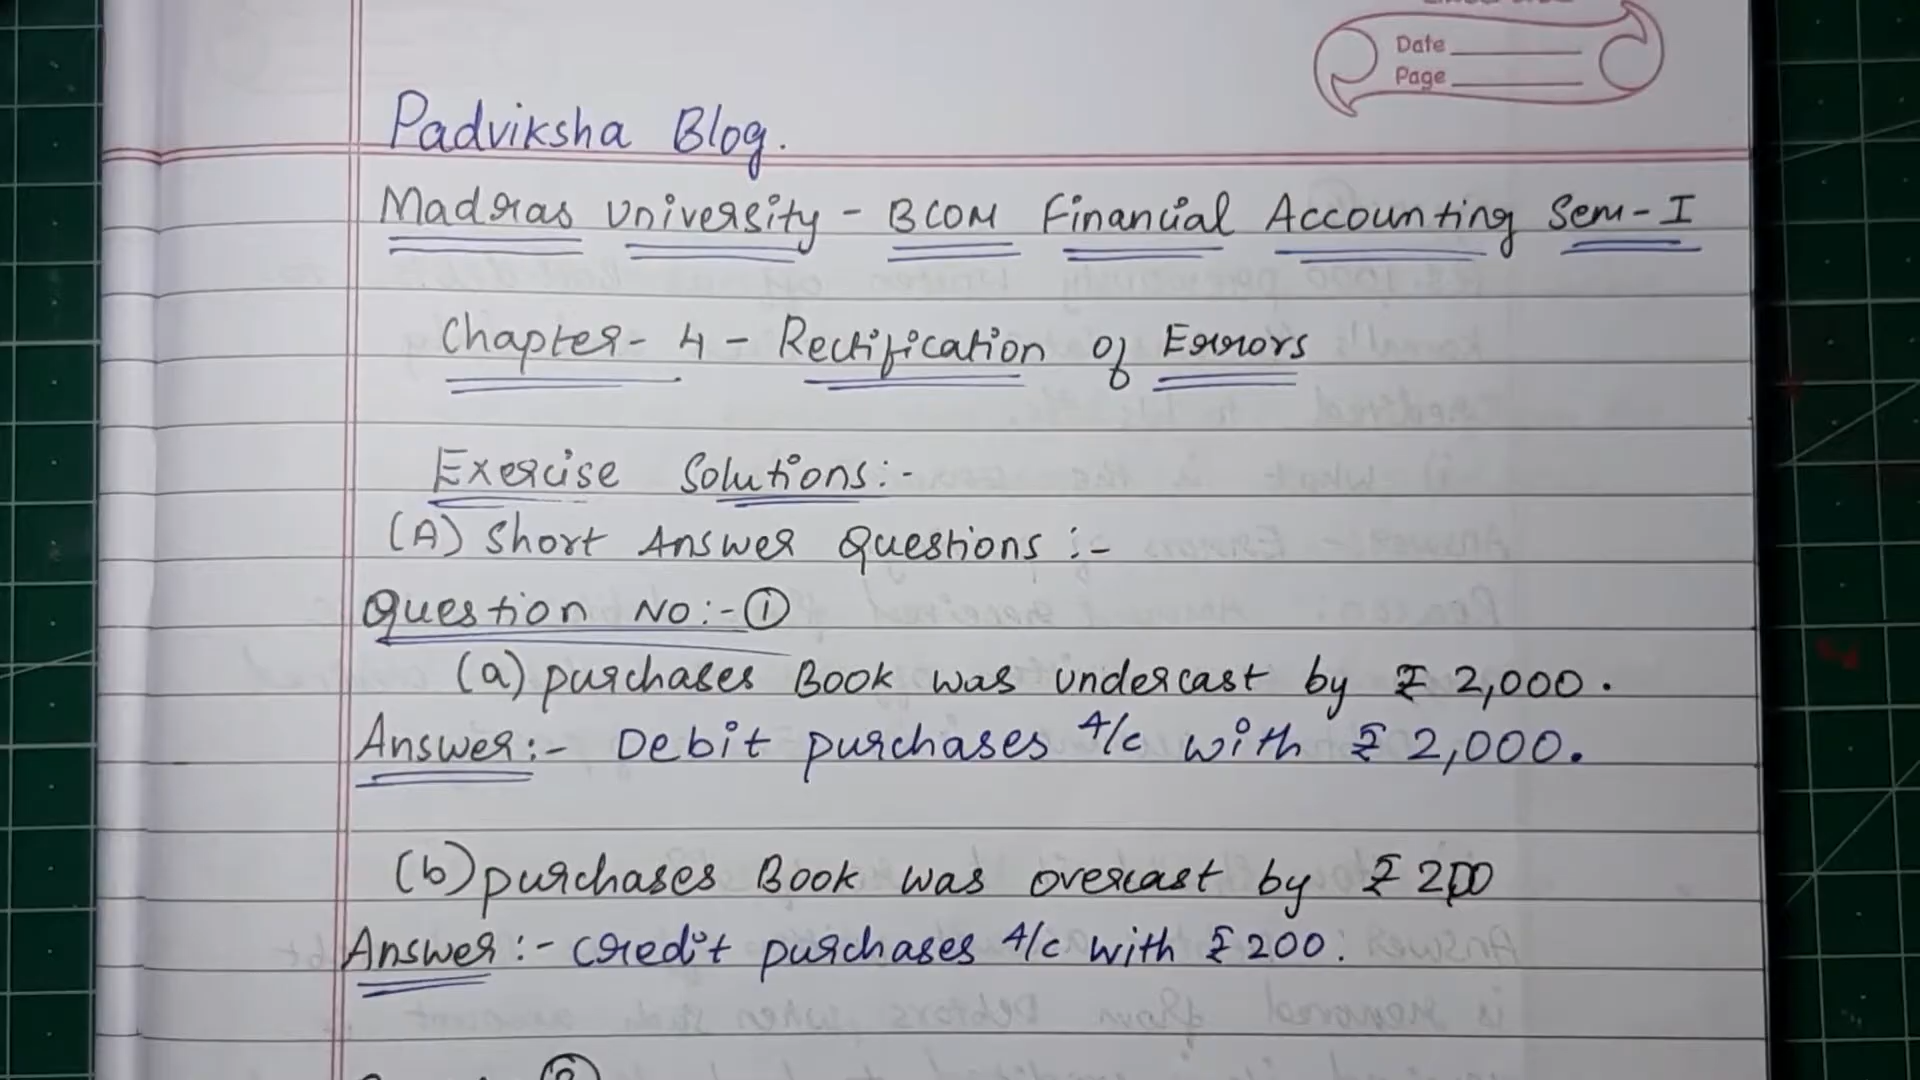 Date
Page
Padviksha Blog.
Madras University - BCOM Financial Accounting Sem-I
Chapter- 4 - Rectification of Errors
Exercise Solutions:-
(A) Short Answer Questions :-
Question No:- ①
(a) purchases Book was undercast by ₹ 2,000.
Answer:- Debit purchases A/c with ₹ 2,000.
(b) purchases Book was overcast by ₹ 200
Answer:- Credit purchases A/c with ₹ 200.